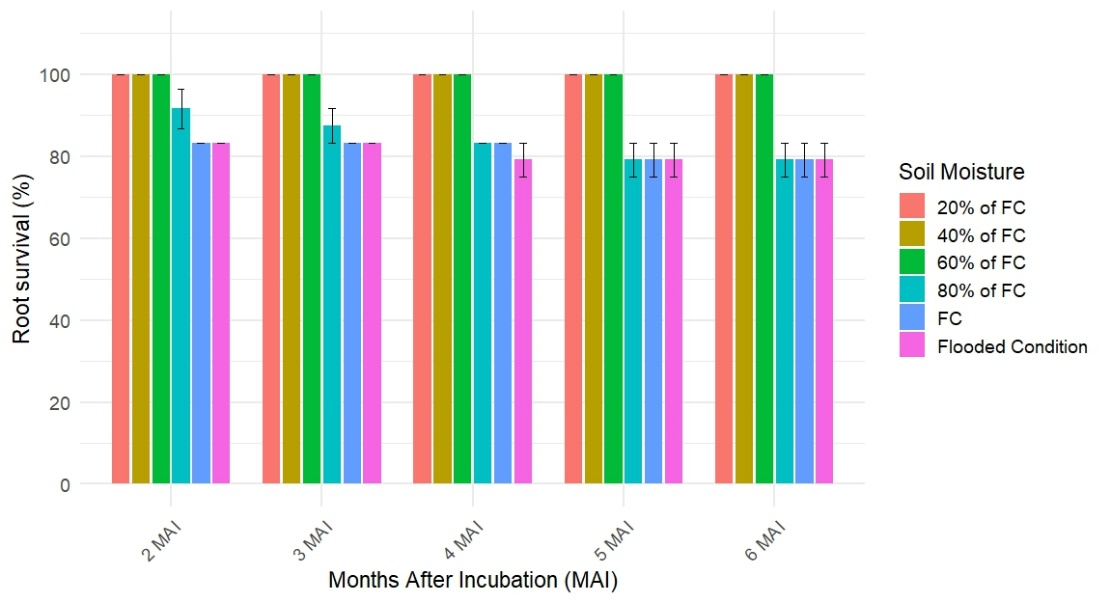 Root survival (%)
100
80
60
40
20
0
2 MAI
3 MAI
4 MAI
5 MAI
6 MAI
Months After Incubation (MAI)
Soil Moisture
20% of FC
40% of FC
60% of FC
80% of FC
FC
Flooded Condition